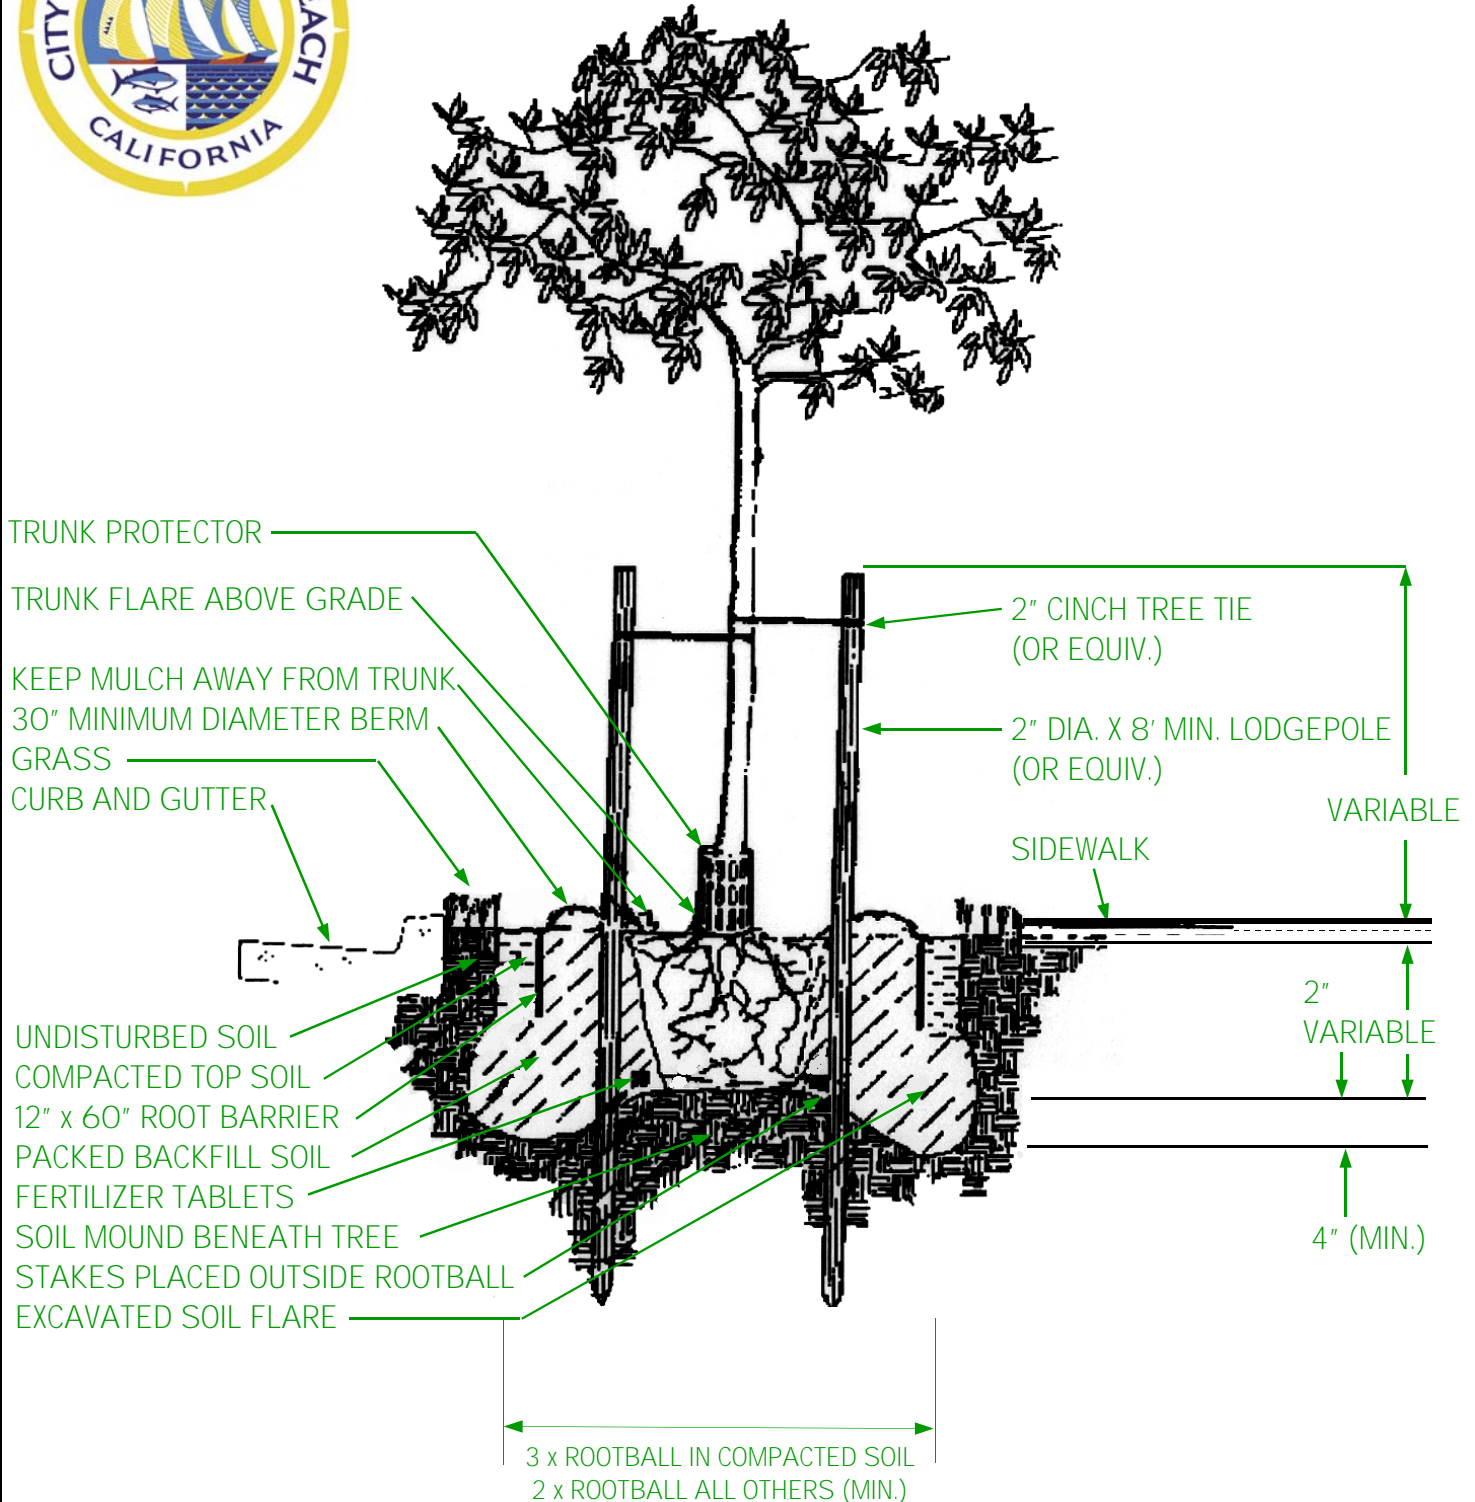 CITY
EACH
CALIFORNIA
TRUNK PROTECTOR
TRUNK FLARE ABOVE GRADE
KEEP MULCH AWAY FROM TRUNK
30" MINIMUM DIAMETER BERM
GRASS
CURB AND GUTTER
2" CINCH TREE TIE
(OR EQUIV.)
2" DIA. X 8' MIN. LODGEPOLE
(OR EQUIV.)
VARIABLE
SIDEWALK
2"
VARIABLE
4" (MIN.)
UNDISTURBED SOIL
COMPACTED TOP SOIL
12" x 60" ROOT BARRIER
PACKED BACKFILL SOIL
FERTILIZER TABLETS
SOIL MOUND BENEATH TREE
STAKES PLACED OUTSIDE ROOTBALL
EXCAVATED SOIL FLARE
3 x ROOTBALL IN COMPACTED SOIL
2 x ROOTBALL ALL OTHERS (MIN.)